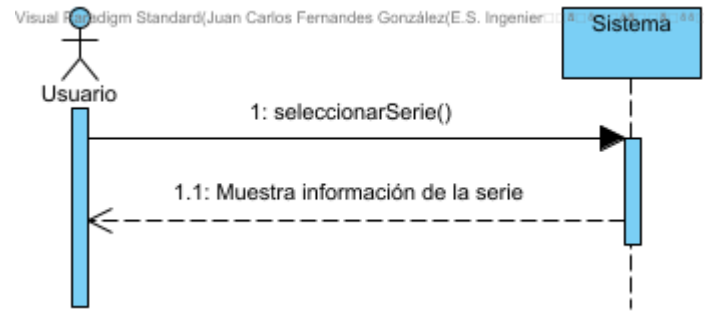 Visual Paradigm Standard(Juan Carlos Fernandes González(E.S. Ingenier
Sistema
Usuario
1: seleccionarSerie()
1.1: Muestra información de la serie